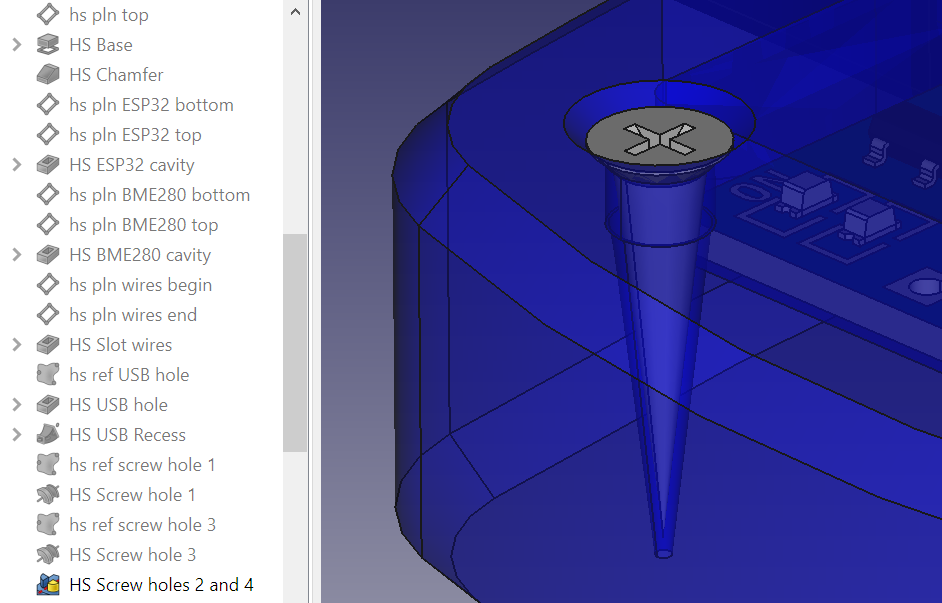 hs pln top
HS Base
HS Chamfer
hs pln ESP32 bottom
hs pln ESP32 top
HS ESP32 cavity
hs pln BME280 bottom
hs pln BME280 top
HS BME280 cavity
hs pln wires begin
hs pln wires end
HS Slot wires
hs ref USB hole
HS USB hole
HS USB Recess
hs ref screw hole 1
HS Screw hole 1
hs ref screw hole 3
HS Screw hole 3
HS Screw holes 2 and 4
ON